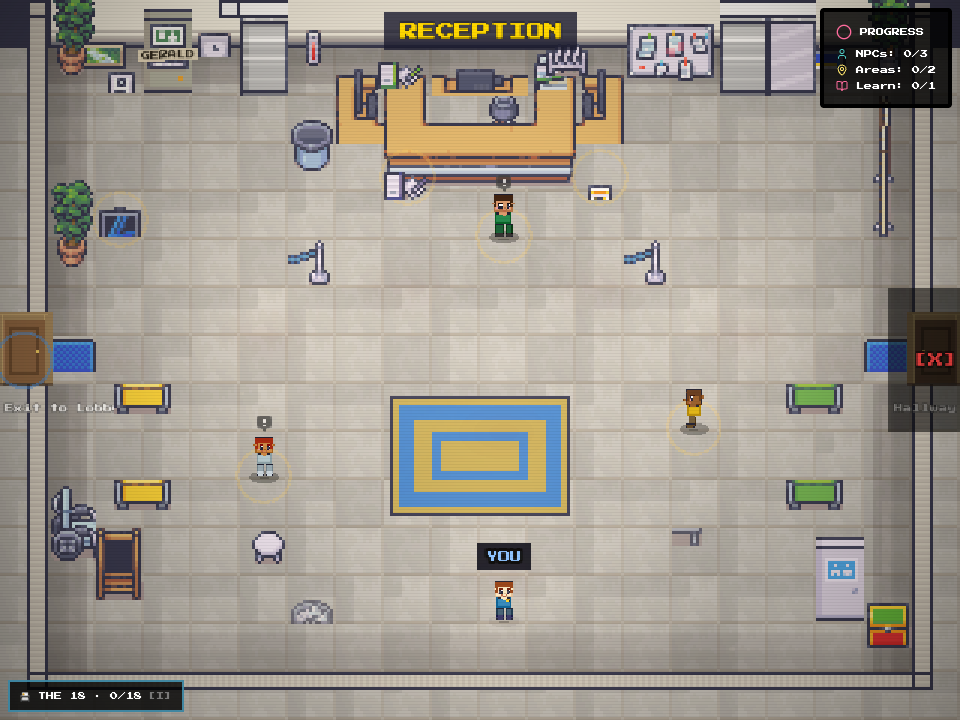 RECEPTION
GERALD
PROGRESS
NPCs: 0/3
Areas: 0/2
Learn: 0/1
[X]
Exit to Lobb
Hallway
YOU
THE 18 · 0/18 [I]